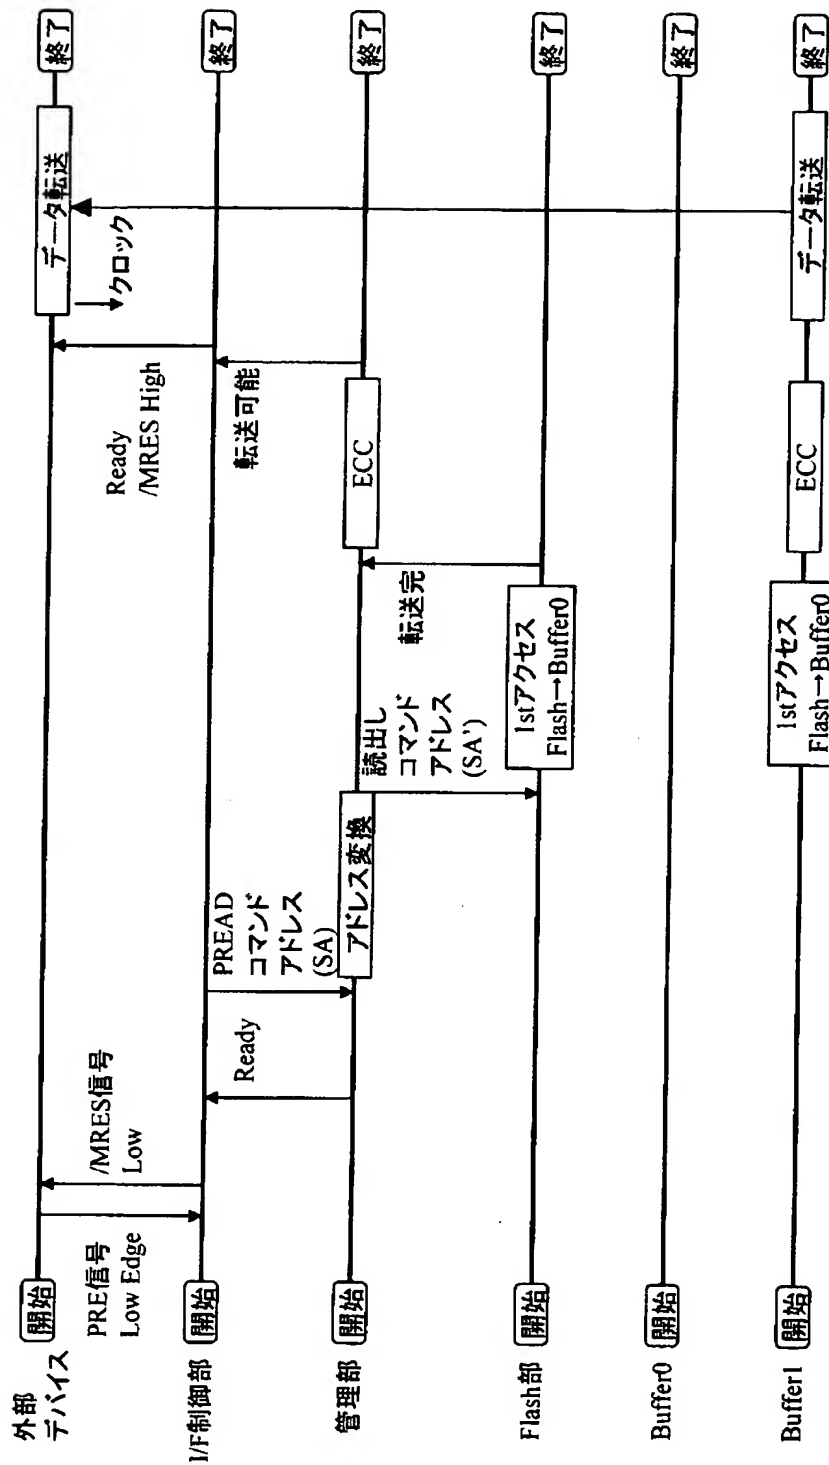 外部
デバイス
開始
PRE信号
Low Edge
/MRES信号
Low
Ready
/MRES High
クロック
データ転送
終了
I/F制御部
開始
Ready
PREAD
コマンド
アドレス
(SA)
転送可能
終了
管理部
開始
アドレス変換
読出し
コマンド
アドレス
(SA')
転送完
ECC
終了
Flash部
開始
1stアクセス
Flash→Buffer0
終了
Buffer0
開始
終了
Buffer1
開始
1stアクセス
Flash→Buffer0
ECC
データ転送
終了